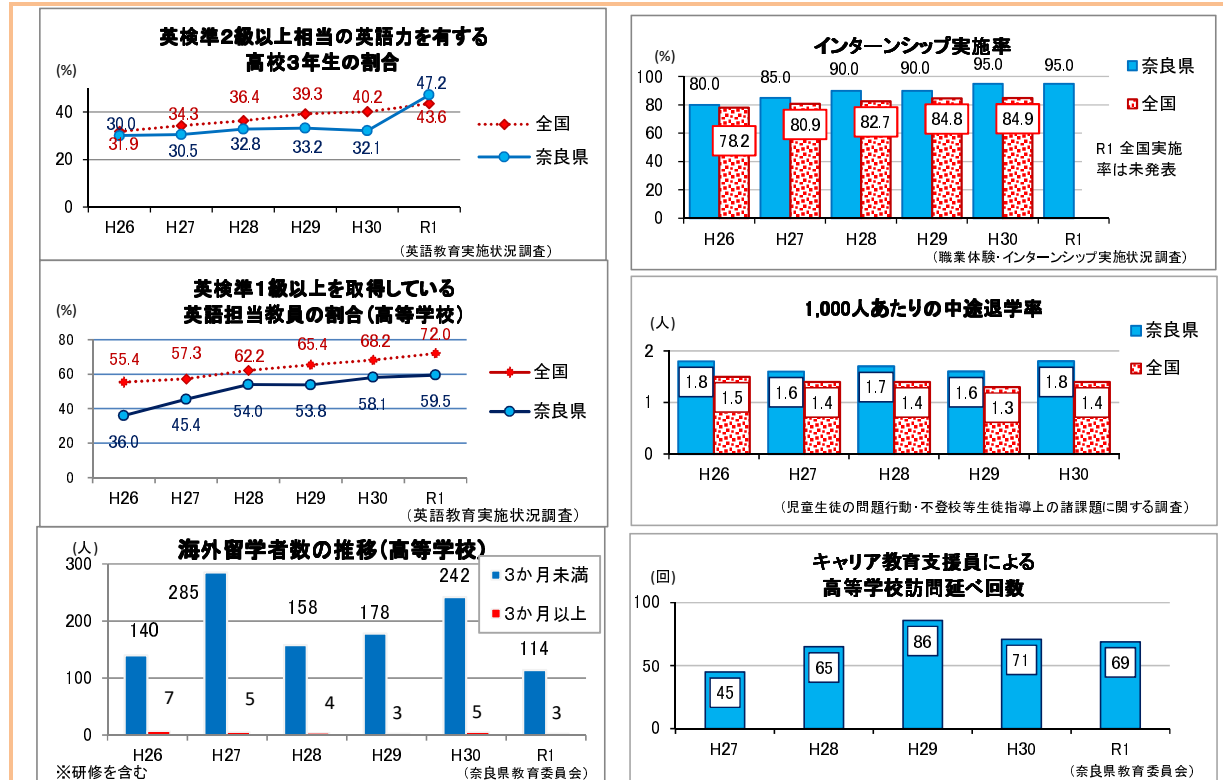 英検準2級以上相当の英語力を有する
高校3年生の割合
(%)
40
20
0
30.0
34.3
36.4
39.3
40.2
47.2
31.9
30.5
32.8
33.2
32.1
43.6
全国
奈良県
H26 H27 H28 H29 H30 R1
(英語教育実施状況調査)
英検準1級以上を取得している
英語担当教員の割合(高等学校)
(%)
80
60
40
20
0
55.4
57.3
62.2
65.4
68.2
72.0
36.0
45.4
54.0
53.8
58.1
59.5
全国
奈良県
H26 H27 H28 H29 H30 R1
(英語教育実施状況調査)
海外留学者数の推移(高等学校)
(人)
300
200
100
0
140
285
158
178
242
114
7
5
4
3
5
3
3か月未満
3か月以上
H26 H27 H28 H29 H30 R1
※研修を含む
(奈良県教育委員会)
インターンシップ実施率
(%)
100
80
60
40
20
0
80.0
85.0
90.0
90.0
95.0
95.0
78.2
80.9
82.7
84.8
84.9
奈良県
全国
R1 全国実施
率は未発表
H26 H27 H28 H29 H30 R1
(職業体験・インターンシップ実施状況調査)
1,000人あたりの中途退学率
(人)
2
1
0
1.8
1.5
1.6
1.4
1.7
1.4
1.6
1.3
1.8
1.4
奈良県
全国
H26 H27 H28 H29 H30
(児童生徒の問題行動・不登校等生徒指導上の諸課題に関する調査)
キャリア教育支援員による
高等学校訪問延べ回数
(回)
100
50
0
45
65
86
71
69
H27 H28 H29 H30 R1
(奈良県教育委員会)